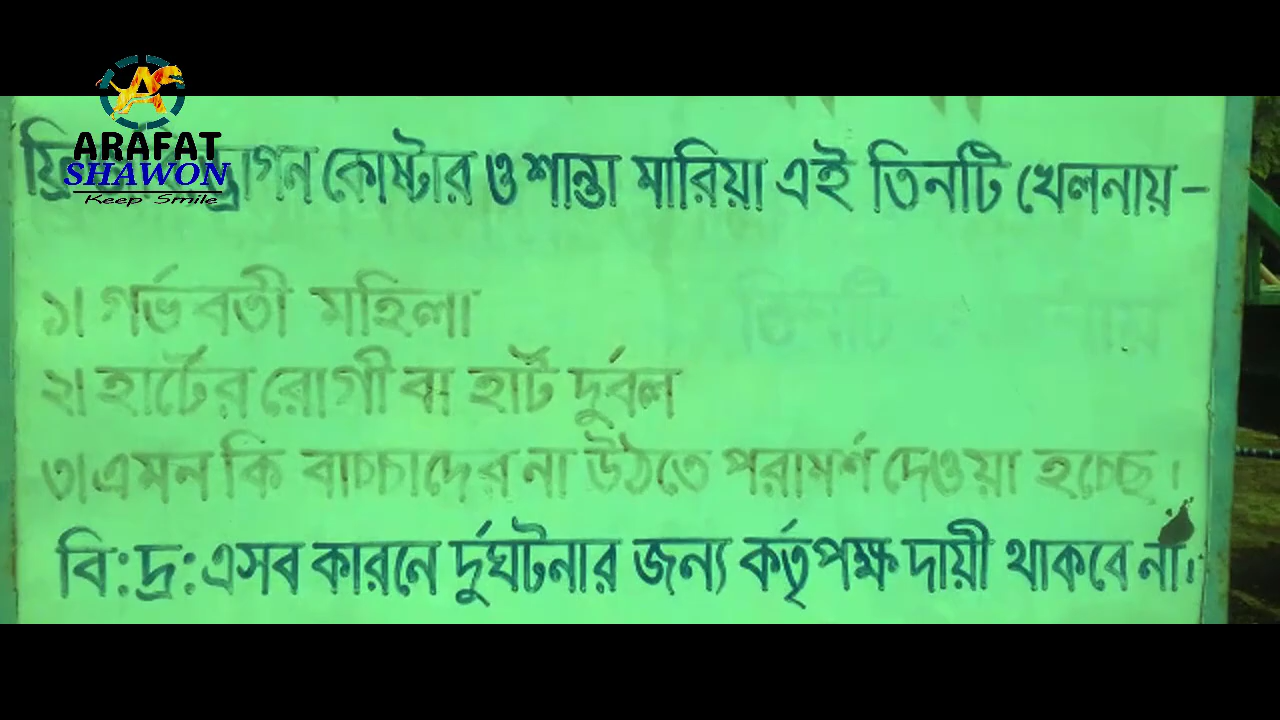 ARAFAT
SHAWON
Keep Smile
কোষ্টার ও শান্তা মারিয়া এই তিনটি খেলনায় -
১। গর্ভবতী মহিলা
২। হার্টের রোগী বা হার্ট দুর্বল
৩। এমন কি বাচ্চাদের না উঠতে পরামর্শ দেওয়া হচ্ছে।
বি:দ্র: এসব কারনে দুর্ঘটনার জন্য কর্তৃপক্ষ দায়ী থাকবে না।